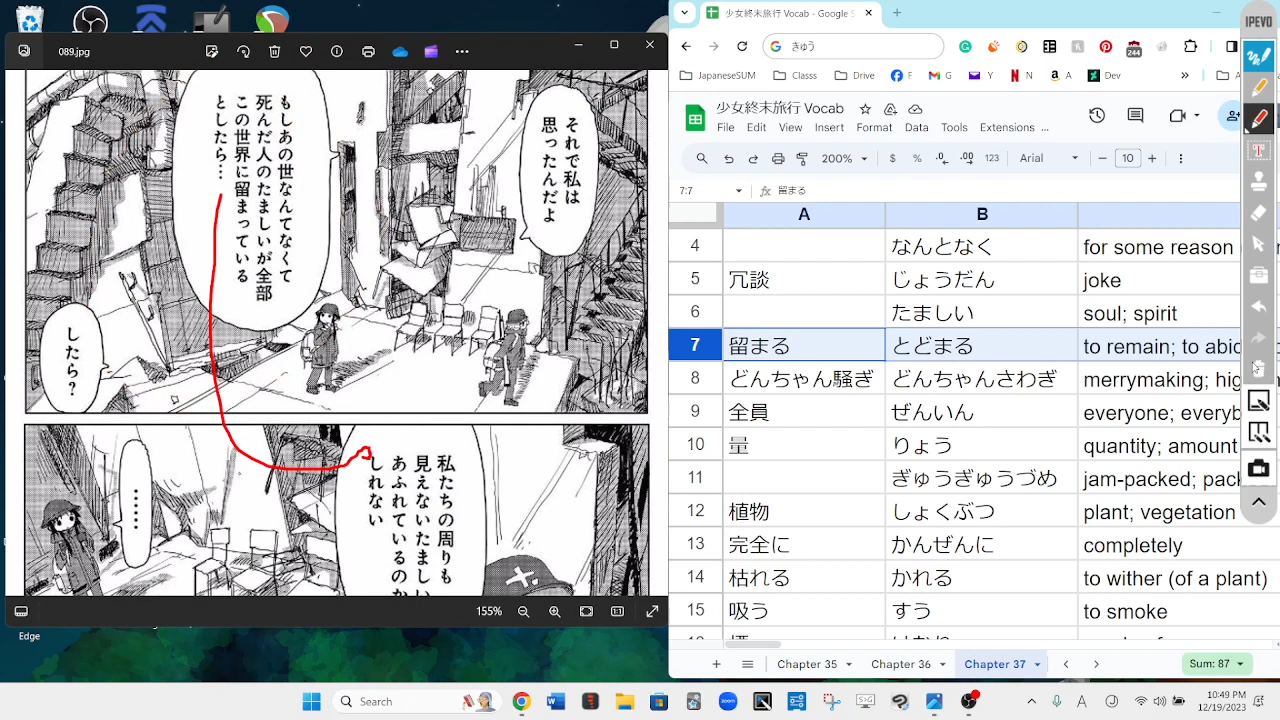 少女終末旅行 Vocab - Google S
IPEVO
089.jpg
きゅう
244
JapaneseSUM
Classs
Drive
F
G
Y
N
A
Dev
少女終末旅行 Vocab
File Edit View Insert Format Data Tools Extensions ...
200%
$ % .0 .00 123
Arial
10
7:7
留まる
A B
4 なんとなく for some reason
5 冗談 じょうだん joke
6 たましい soul; spirit
7 留まる とどまる to remain; to abid
8 どんちゃん騒ぎ どんちゃんさわぎ merrymaking; hig
9 全員 ぜんいん everyone; everyb
10 量 りょう quantity; amount
11 ぎゅうぎゅうづめ jam-packed; pack
12 植物 しょくぶつ plant; vegetation
13 完全に かんぜんに completely
14 枯れる かれる to wither (of a plant)
15 吸う すう to smoke
Chapter 35
Chapter 36
Chapter 37
Sum: 87
それで私は
思ったんだよ
もしあの世なんてなくて
死んだ人のたましいが全部
この世界に留まっている
としたら…
したら?
私たちの周りも
見えないたましい
あふれているのか
しれない
……
155%
Edge
Search
10:49 PM
12/19/2023